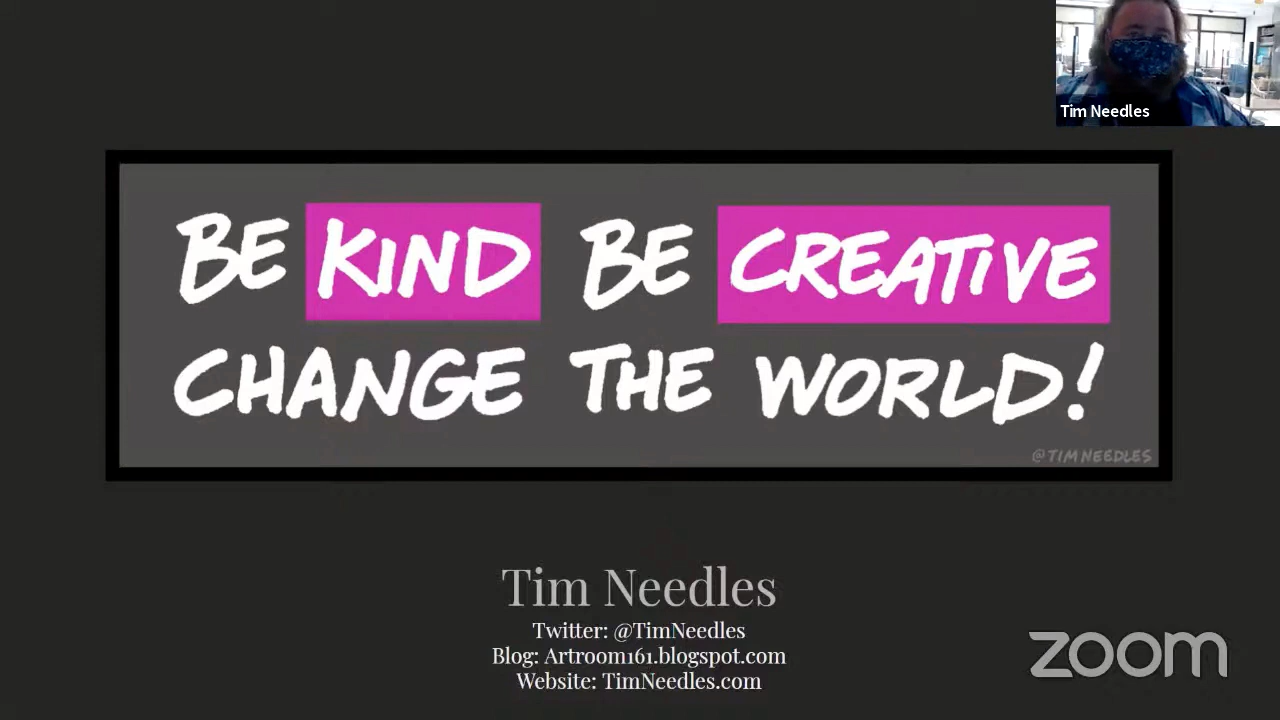 Tim Needles
BE KIND BE CREATIVE
CHANGE THE WORLD!
@TIMNEEDLES
Tim Needles
Twitter: @TimNeedles
Blog: Artroom161.blogspot.com
Website: TimNeedles.com
zoom